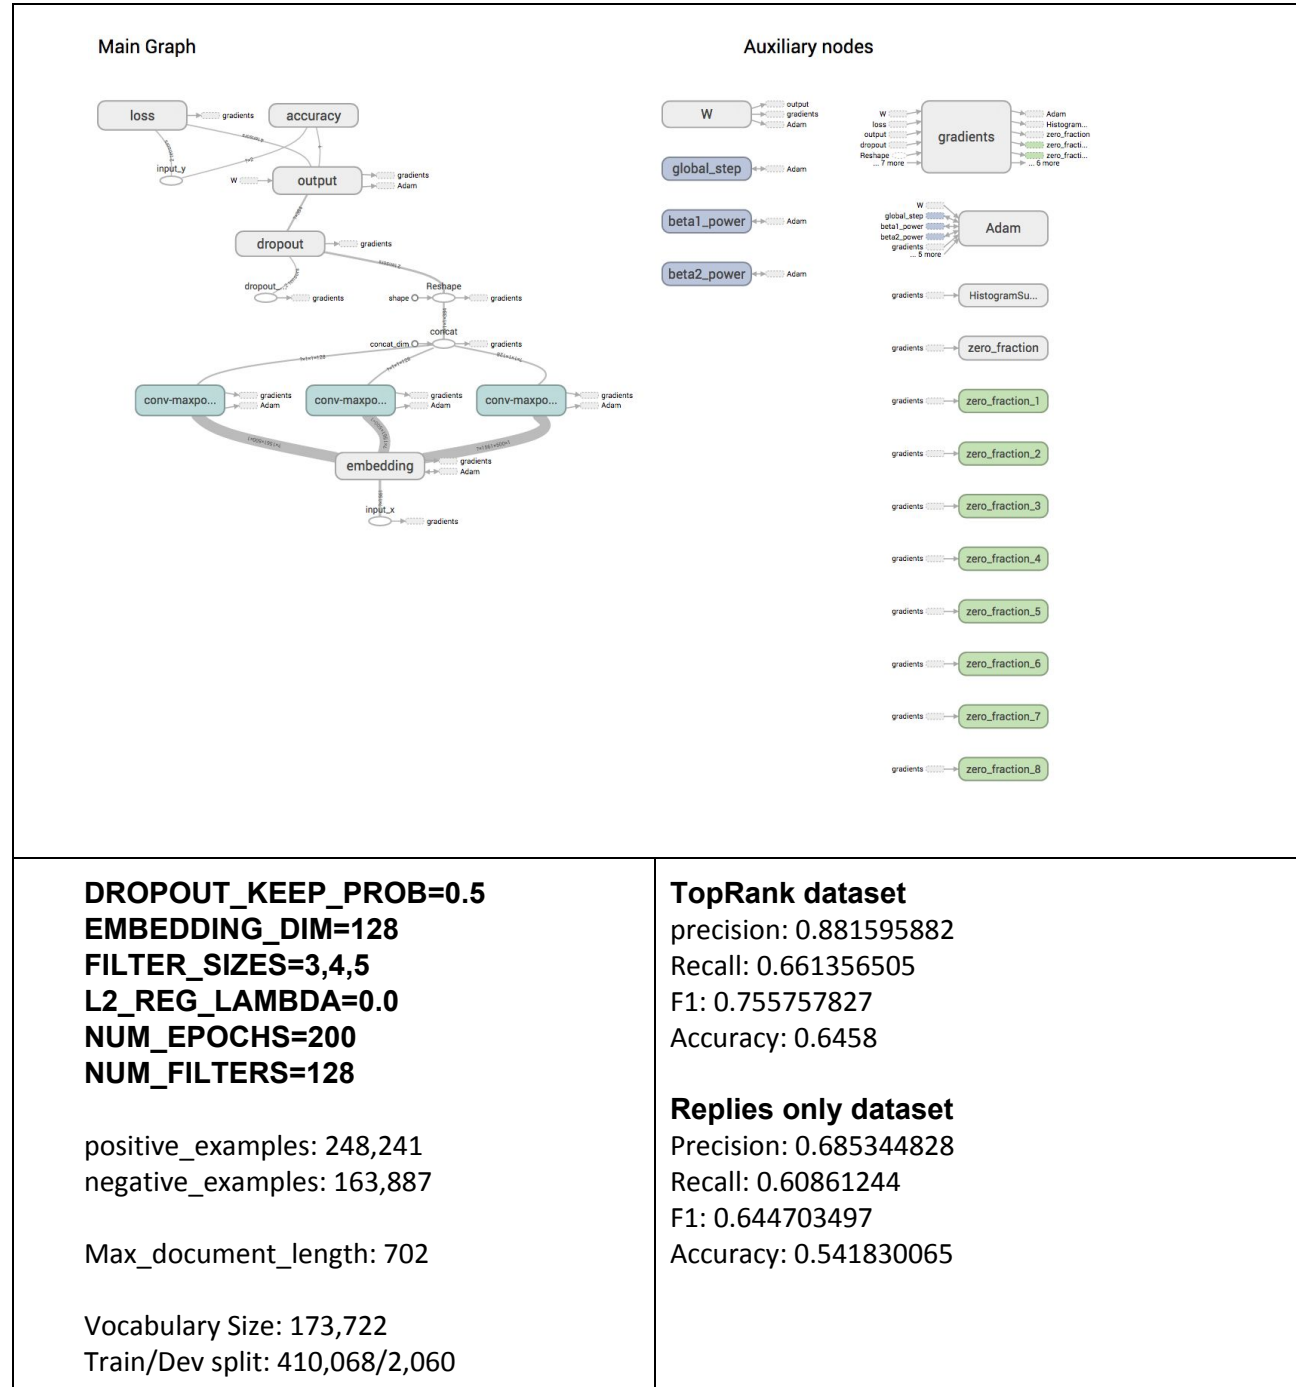 Main Graph
Auxiliary nodes
loss
gradients
accuracy
input_y
W
output
gradients
Adam
dropout
gradients
dropout_...
gradients
Reshape
shape
gradients
concat
concat_dim
gradients
conv-maxpo...
gradients
Adam
conv-maxpo...
gradients
Adam
conv-maxpo...
gradients
Adam
embedding
gradients
Adam
input_x
gradients
W
output
gradients
Adam
global_step
Adam
beta1_power
Adam
beta2_power
Adam
W
loss
output
dropout
Reshape
... 7 more
gradients
Adam
Histogram...
zero_fraction
zero_fracti...
zero_fracti...
... 6 more
W
global_step
beta1_power
beta2_power
gradients
... 5 more
Adam
gradients
HistogramSu...
gradients
zero_fraction
gradients
zero_fraction_1
gradients
zero_fraction_2
gradients
zero_fraction_3
gradients
zero_fraction_4
gradients
zero_fraction_5
gradients
zero_fraction_6
gradients
zero_fraction_7
gradients
zero_fraction_8
DROPOUT_KEEP_PROB=0.5
EMBEDDING_DIM=128
FILTER_SIZES=3,4,5
L2_REG_LAMBDA=0.0
NUM_EPOCHS=200
NUM_FILTERS=128
positive_examples: 248,241
negative_examples: 163,887
Max_document_length: 702
Vocabulary Size: 173,722
Train/Dev split: 410,068/2,060
TopRank dataset
precision: 0.881595882
Recall: 0.661356505
F1: 0.755757827
Accuracy: 0.6458
Replies only dataset
Precision: 0.685344828
Recall: 0.60861244
F1: 0.644703497
Accuracy: 0.541830065